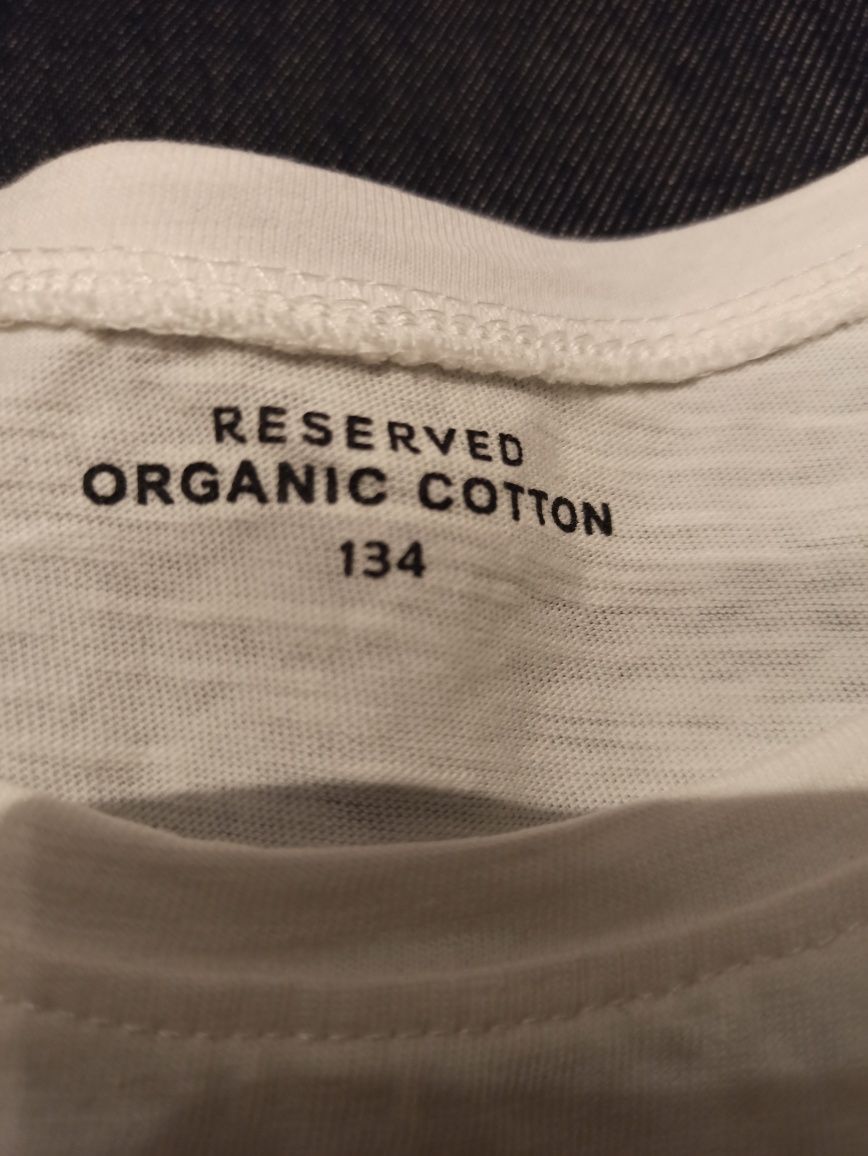 RESERVED
ORGANIC COTTON
134